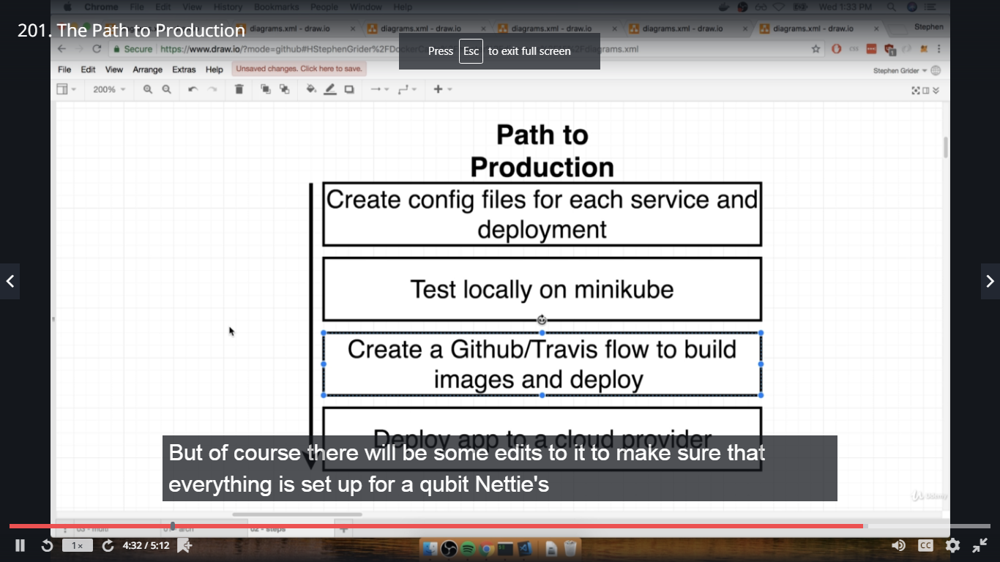 Chrome File Edit View History Bookmarks People Window Help Wed 1:33 PM
201. The Path to Production
diagrams.xml - draw.io diagrams.xml - draw.io diagrams.xml - draw.io diagrams.xml - draw.io diagrams.xml - draw.io Stephen
Press Esc to exit full screen
Secure https://www.draw.io/?mode=github#HStephenGrider%2FDocker diagrams.xml
File Edit View Arrange Extras Help Unsaved changes. Click here to save. Stephen Grider
200%
Path to
Production
Create config files for each service and
deployment
Test locally on minikube
Create a Github/Travis flow to build
images and deploy
Deploy app to a cloud provider
But of course there will be some edits to it to make sure that
everything is set up for a qubit Nettie's
Udemy
03 - multi 01 - arch 02 - steps
1x 4:32 / 5:12 CC